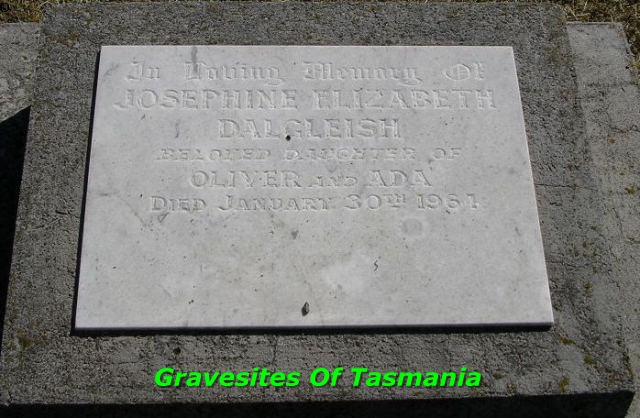 In Loving Memory Of
JOSEPHINE ELIZABETH
DALGLEISH
BELOVED DAUGHTER OF
OLIVER AND ADA
DIED JANUARY 30TH 1964
Gravesites Of Tasmania